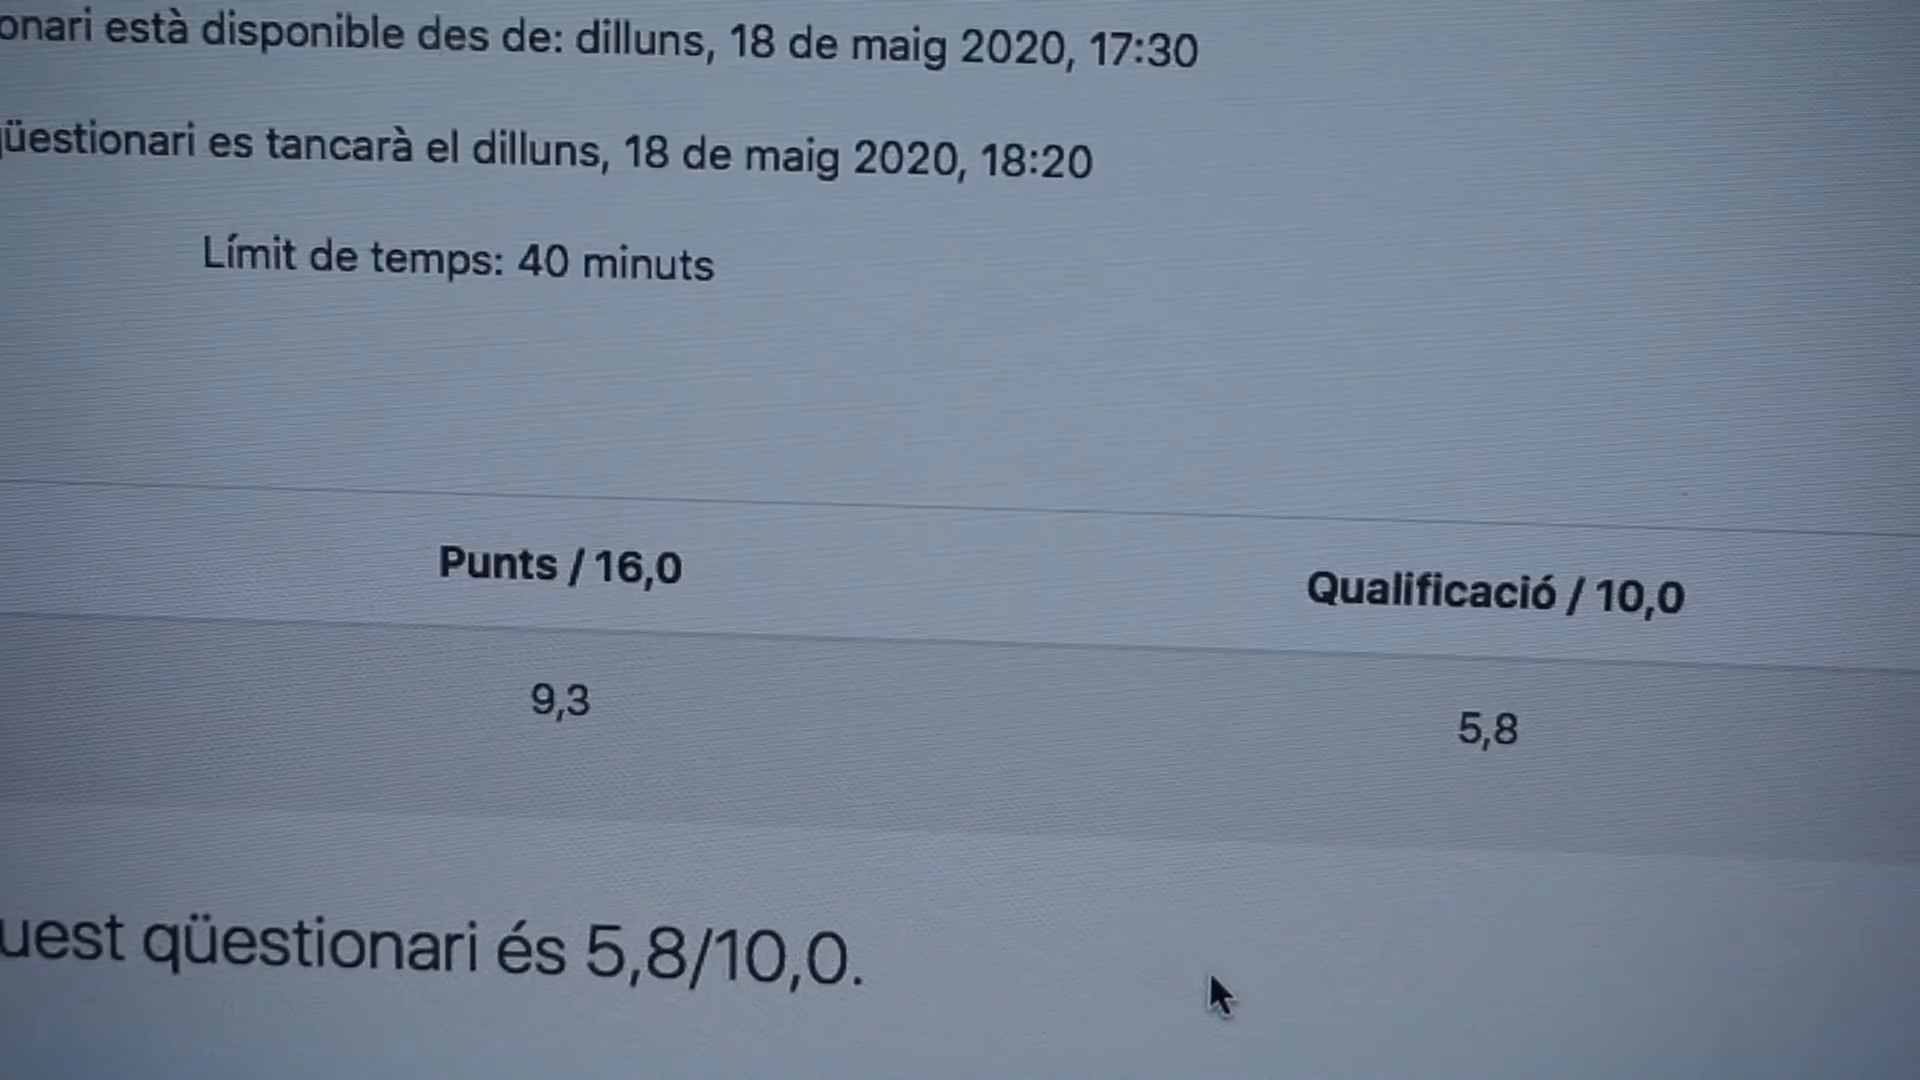 onari està disponible des de: dilluns, 18 de maig 2020, 17:30
qüestionari es tancarà el dilluns, 18 de maig 2020, 18:20
Límit de temps: 40 minuts
Punts / 16,0 Qualificació / 10,0
9,3 5,8
uest qüestionari és 5,8/10,0.